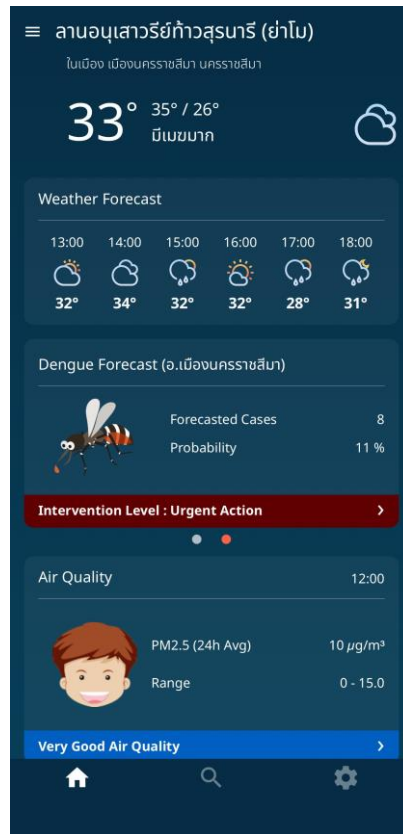 ลานอนุสาวรีย์ท้าวสุรนารี (ย่าโม)
ในเมือง เมืองนครราชสีมา นครราชสีมา
33° 35° / 26°
มีเมฆมาก
Weather Forecast
13:00 14:00 15:00 16:00 17:00 18:00
32° 34° 32° 32° 28° 31°
Dengue Forecast (อ.เมืองนครราชสีมา)
Forecasted Cases 8
Probability 11 %
Intervention Level : Urgent Action >
Air Quality 12:00
PM2.5 (24h Avg) 10 µg/m³
Range 0 - 15.0
Very Good Air Quality >